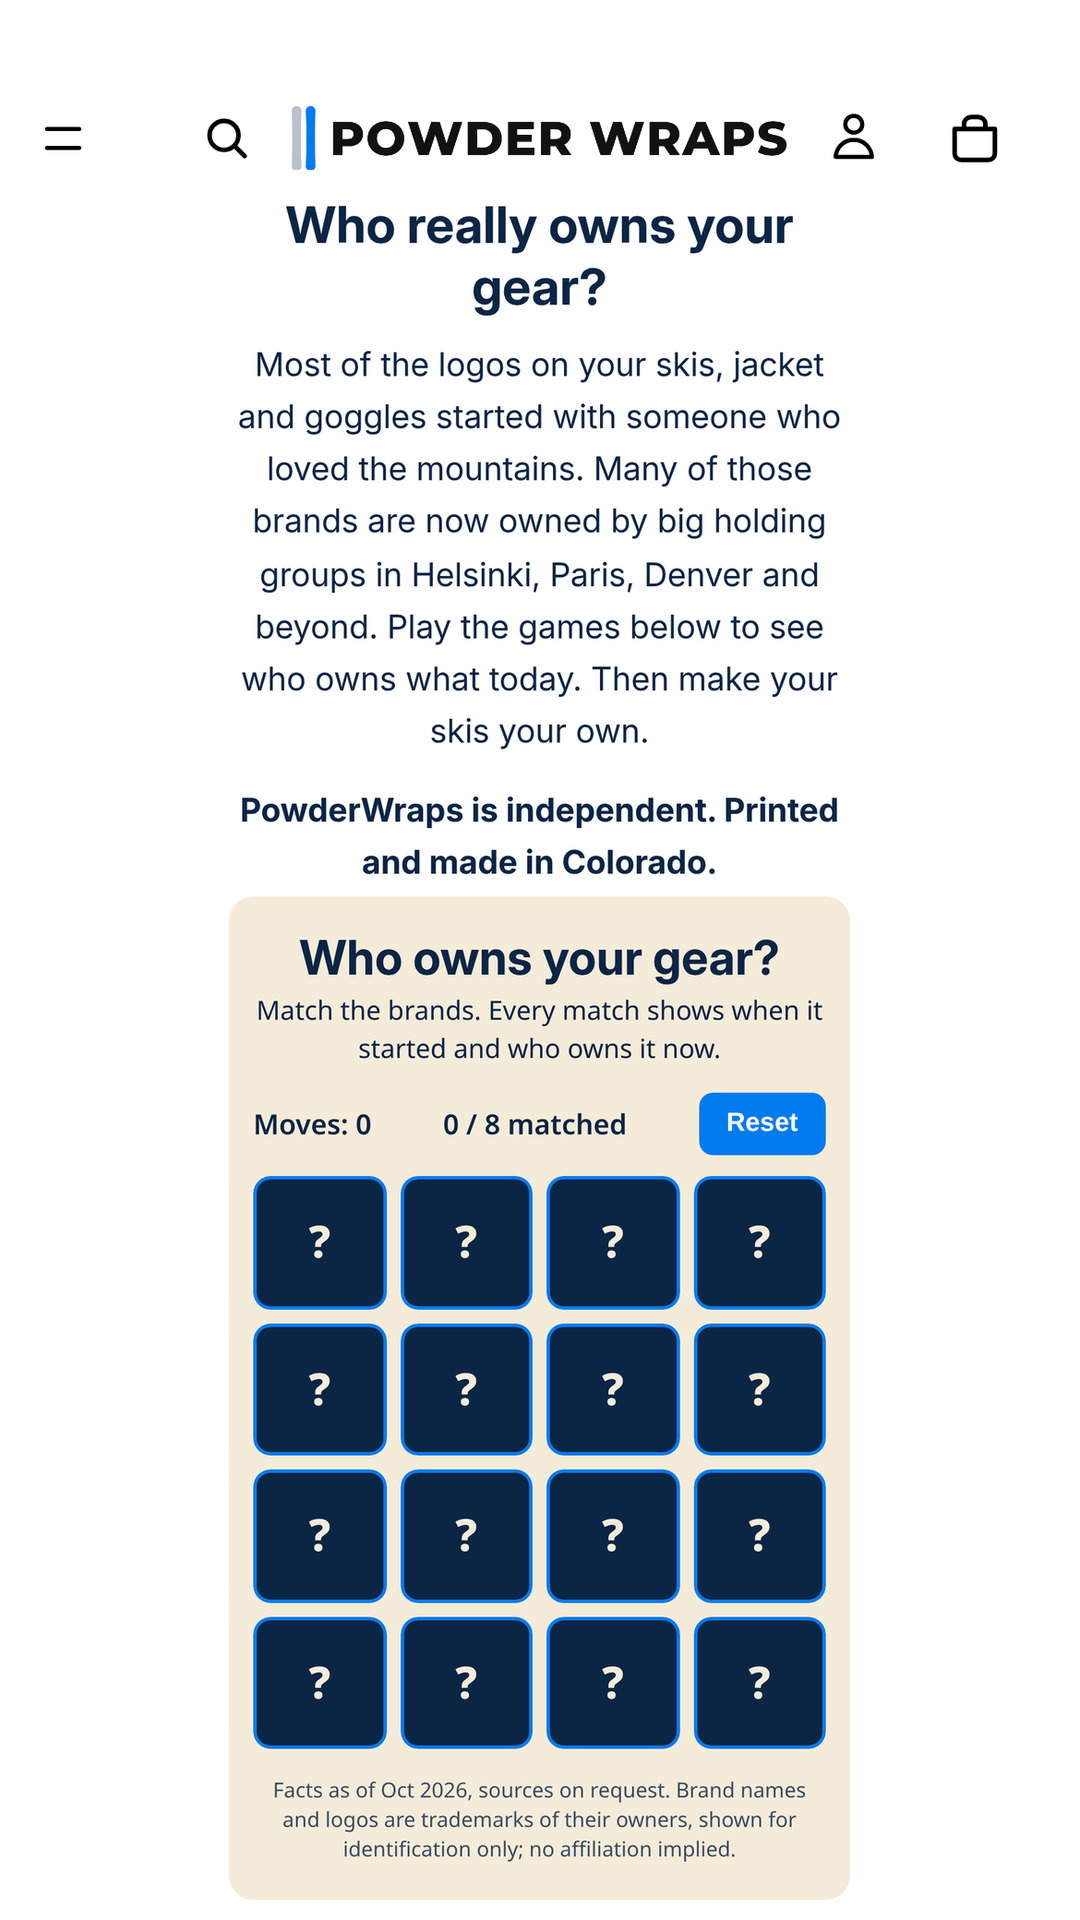 POWDER WRAPS
Who really owns your
gear?
Most of the logos on your skis, jacket
and goggles started with someone who
loved the mountains. Many of those
brands are now owned by big holding
groups in Helsinki, Paris, Denver and
beyond. Play the games below to see
who owns what today. Then make your
skis your own.
PowderWraps is independent. Printed
and made in Colorado.
Who owns your gear?
Match the brands. Every match shows when it
started and who owns it now.
Moves: 0 0 / 8 matched Reset
? ? ? ?
? ? ? ?
? ? ? ?
? ? ? ?
Facts as of Oct 2026, sources on request. Brand names
and logos are trademarks of their owners, shown for
identification only; no affiliation implied.